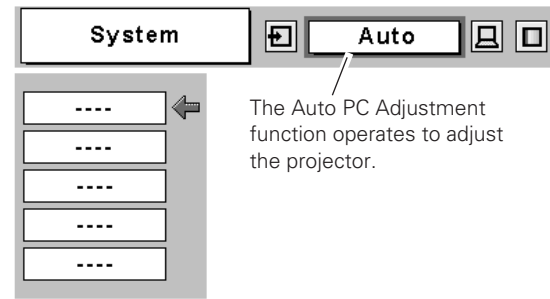 System
Auto
The Auto PC Adjustment
function operates to adjust
the projector.
----
----
----
----
----